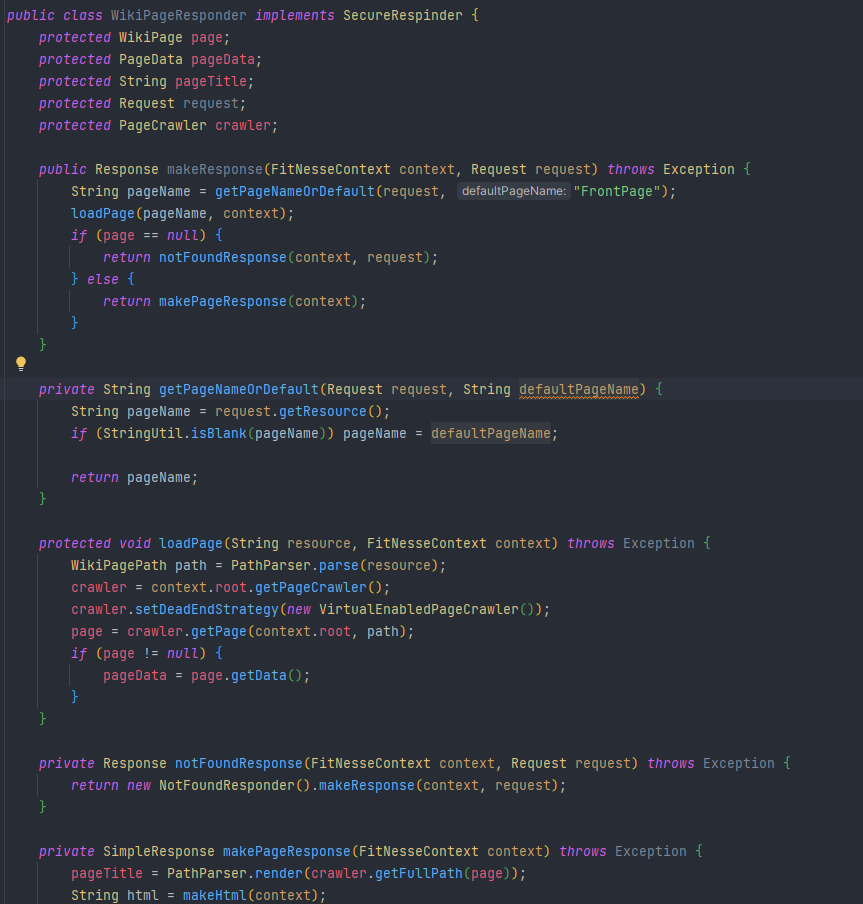 public class WikiPageResponder implements SecureRespinder {
    protected WikiPage page;
    protected PageData pageData;
    protected String pageTitle;
    protected Request request;
    protected PageCrawler crawler;

    public Response makeResponse(FitNesseContext context, Request request) throws Exception {
        String pageName = getPageNameOrDefault(request, defaultPageName: "FrontPage");
        loadPage(pageName, context);
        if (page == null) {
            return notFoundResponse(context, request);
        } else {
            return makePageResponse(context);
        }
    }

    private String getPageNameOrDefault(Request request, String defaultPageName) {
        String pageName = request.getResource();
        if (StringUtil.isBlank(pageName)) pageName = defaultPageName;

        return pageName;
    }

    protected void loadPage(String resource, FitNesseContext context) throws Exception {
        WikiPagePath path = PathParser.parse(resource);
        crawler = context.root.getPageCrawler();
        crawler.setDeadEndStrategy(new VirtualEnabledPageCrawler());
        page = crawler.getPage(context.root, path);
        if (page != null) {
            pageData = page.getData();
        }
    }

    private Response notFoundResponse(FitNesseContext context, Request request) throws Exception {
        return new NotFoundResponder().makeResponse(context, request);
    }

    private SimpleResponse makePageResponse(FitNesseContext context) throws Exception {
        pageTitle = PathParser.render(crawler.getFullPath(page));
        String html = makeHtml(context);